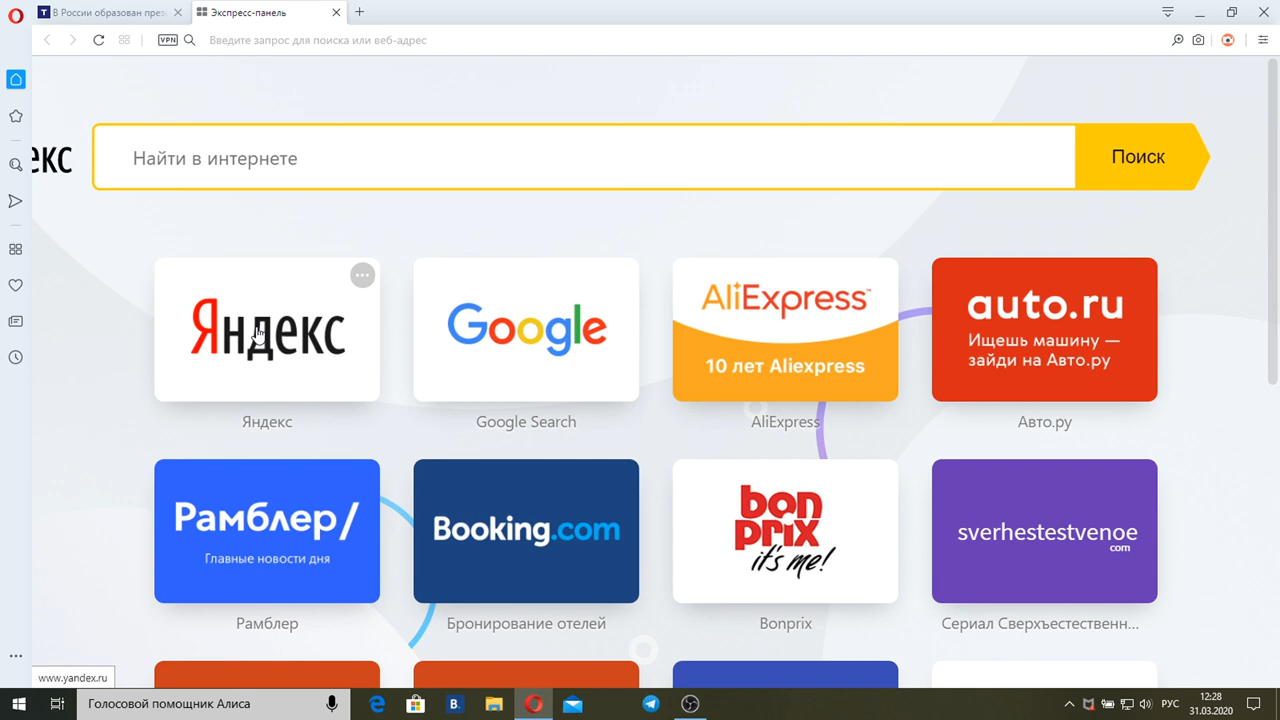 В России образован през
Экспресс-панель
VPN
Введите запрос для поиска или веб-адрес
екс
Найти в интернете
Поиск
Яндекс
Google
AliExpress™
10 лет Aliexpress
auto.ru
Ищешь машину —
зайди на Авто.ру
Яндекс
Google Search
AliExpress
Авто.ру
Рамблер/
Главные новости дня
Booking.com
bon
prix
it's me!
sverhestestvenoe
com
Рамблер
Бронирование отелей
Bonprix
Сериал Сверхъестественн...
www.yandex.ru
Голосовой помощник Алиса
B.
РУС
12:28
31.03.2020